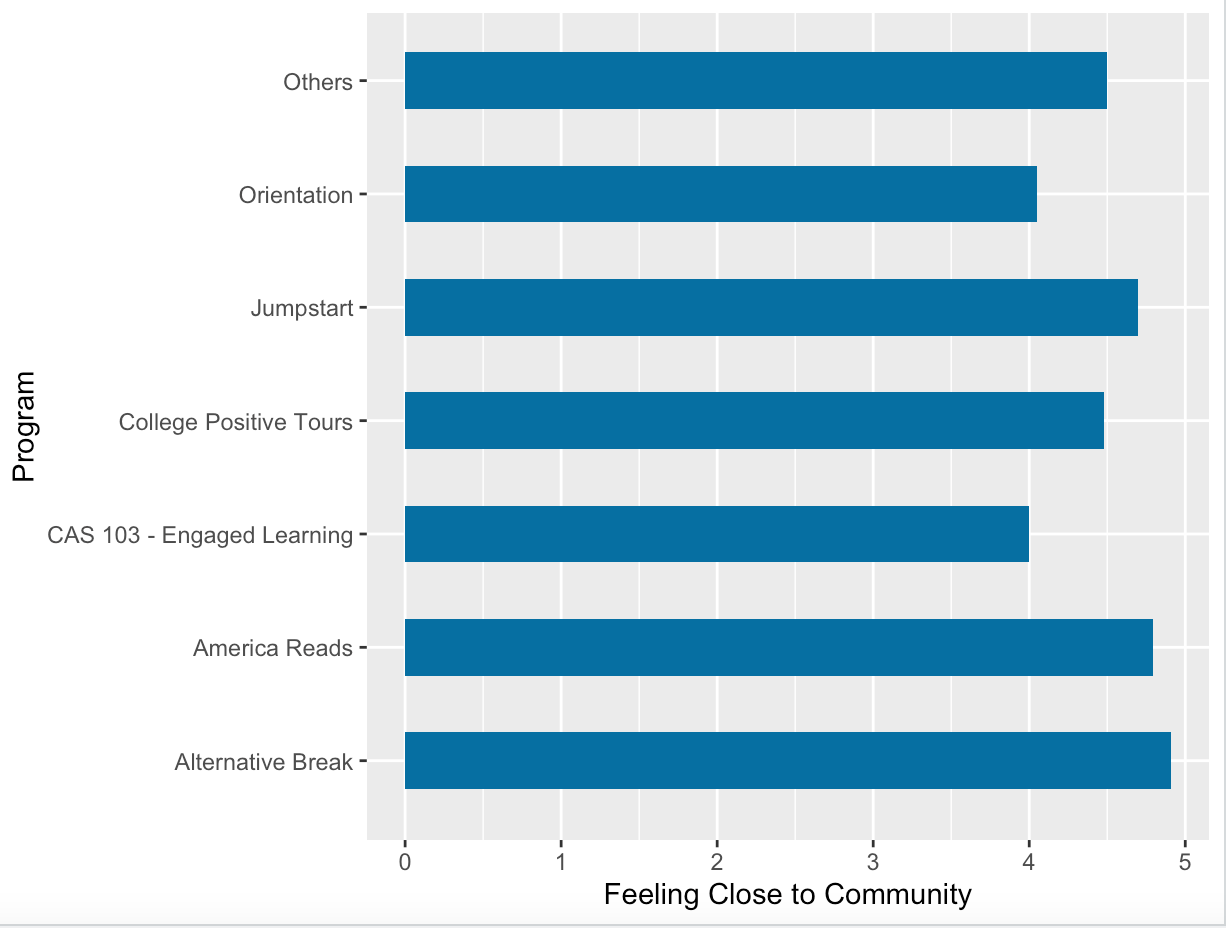 Others
Orientation
Jumpstart
College Positive Tours
CAS 103 - Engaged Learning
America Reads
Alternative Break
Program
0 1 2 3 4 5
Feeling Close to Community